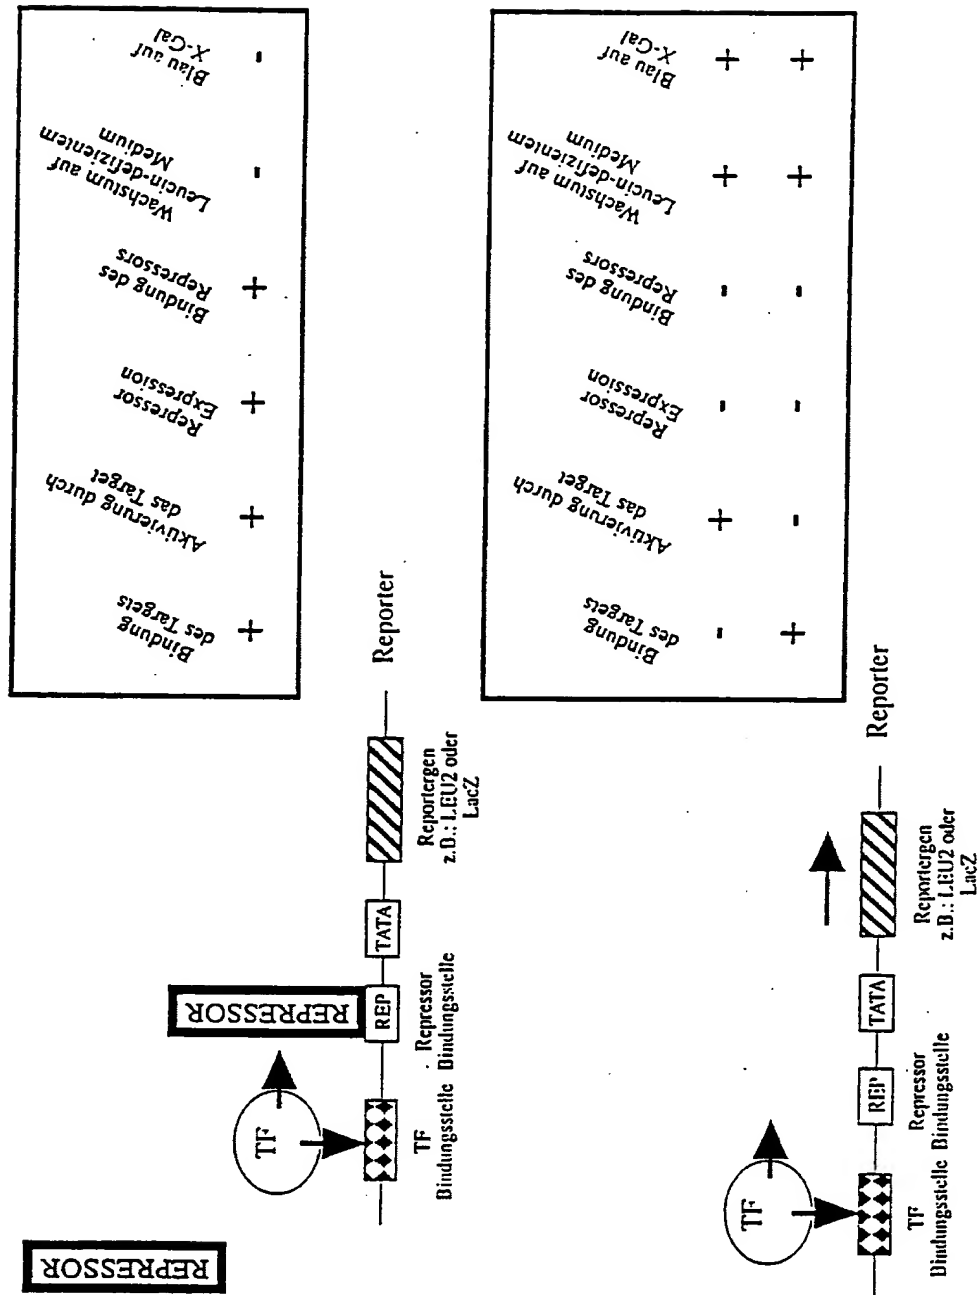 Bindung
des Targets
Aktivierung durch
das Target
Repressor
Expression
Bindung des
Repressors
Wachstum auf
Leucin-defizientem
Medium
Blau auf
X-Gal
+ + + + - -
REPRESSOR
TF
REPRESSOR
REP
TATA
Reporter
TF
Bindungsstelle
Repressor
Bindungsstelle
Reportergen
z.B.: LEU2 oder
LacZ
Bindung
des Targets
Aktivierung durch
das Target
Repressor
Expression
Bindung des
Repressors
Wachstum auf
Leucin-defizientem
Medium
Blau auf
X-Gal
- + - - + +
+ - - - + +
TF
REP
TATA
Reporter
TF
Bindungsstelle
Repressor
Bindungsstelle
Reportergen
z.B.: LEU2 oder
LacZ